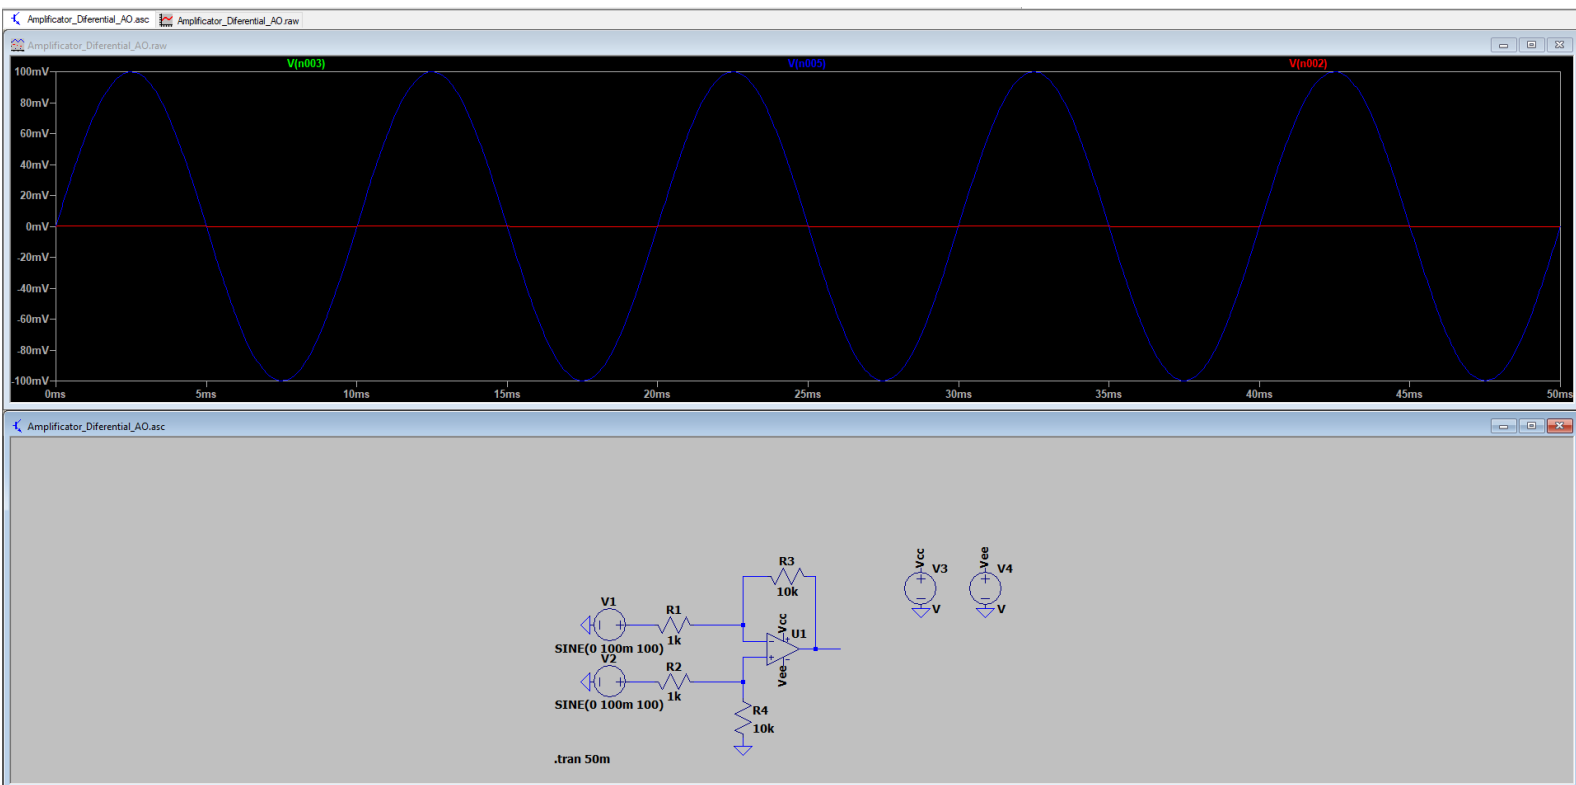 Amplificator_Diferential_AO.asc Amplificator_Diferential_AO.raw
Amplificator_Diferential_AO.raw
V(n003) V(n005) V(n002)
100mV
80mV
60mV
40mV
20mV
0mV
-20mV
-40mV
-60mV
-80mV
-100mV
0ms 5ms 10ms 15ms 20ms 25ms 30ms 35ms 40ms 45ms 50ms
Amplificator_Diferential_AO.asc
R3
10k
Vcc
V3
V
Vee
V4
V
V1
R1
1k
SINE(0 100m 100)
Vcc
U1
Vee
V2
R2
1k
SINE(0 100m 100)
R4
10k
.tran 50m